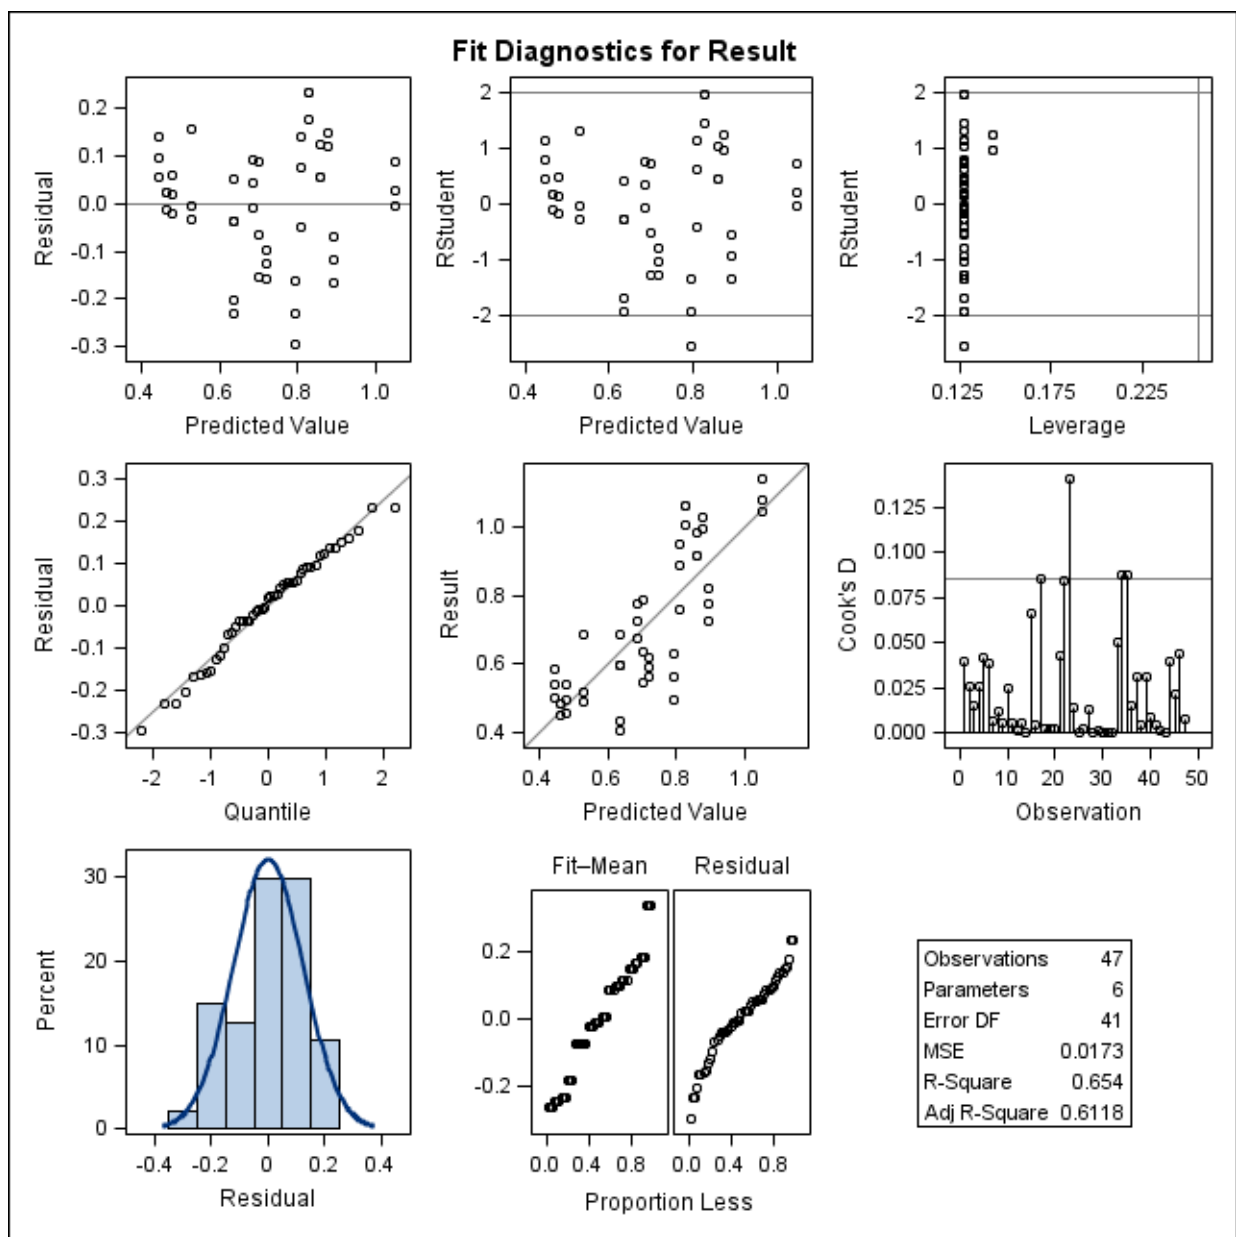 Fit Diagnostics for Result
Residual
0.2
0.1
0.0
-0.1
-0.2
-0.3
0.4 0.6 0.8 1.0
Predicted Value
RStudent
2
1
0
-1
-2
0.4 0.6 0.8 1.0
Predicted Value
RStudent
2
1
0
-1
-2
0.125 0.175 0.225
Leverage
Residual
0.3
0.2
0.1
0.0
-0.1
-0.2
-0.3
-2 -1 0 1 2
Quantile
Result
1.0
0.8
0.6
0.4
0.4 0.6 0.8 1.0
Predicted Value
Cook's D
0.125
0.100
0.075
0.050
0.025
0.000
0 10 20 30 40 50
Observation
Percent
30
20
10
0
-0.4 -0.2 0 0.2 0.4
Residual
Fit–Mean Residual
0.2
0.0
-0.2
0.0 0.4 0.8 0.0 0.4 0.8
Proportion Less
Observations 47
Parameters 6
Error DF 41
MSE 0.0173
R-Square 0.654
Adj R-Square 0.6118